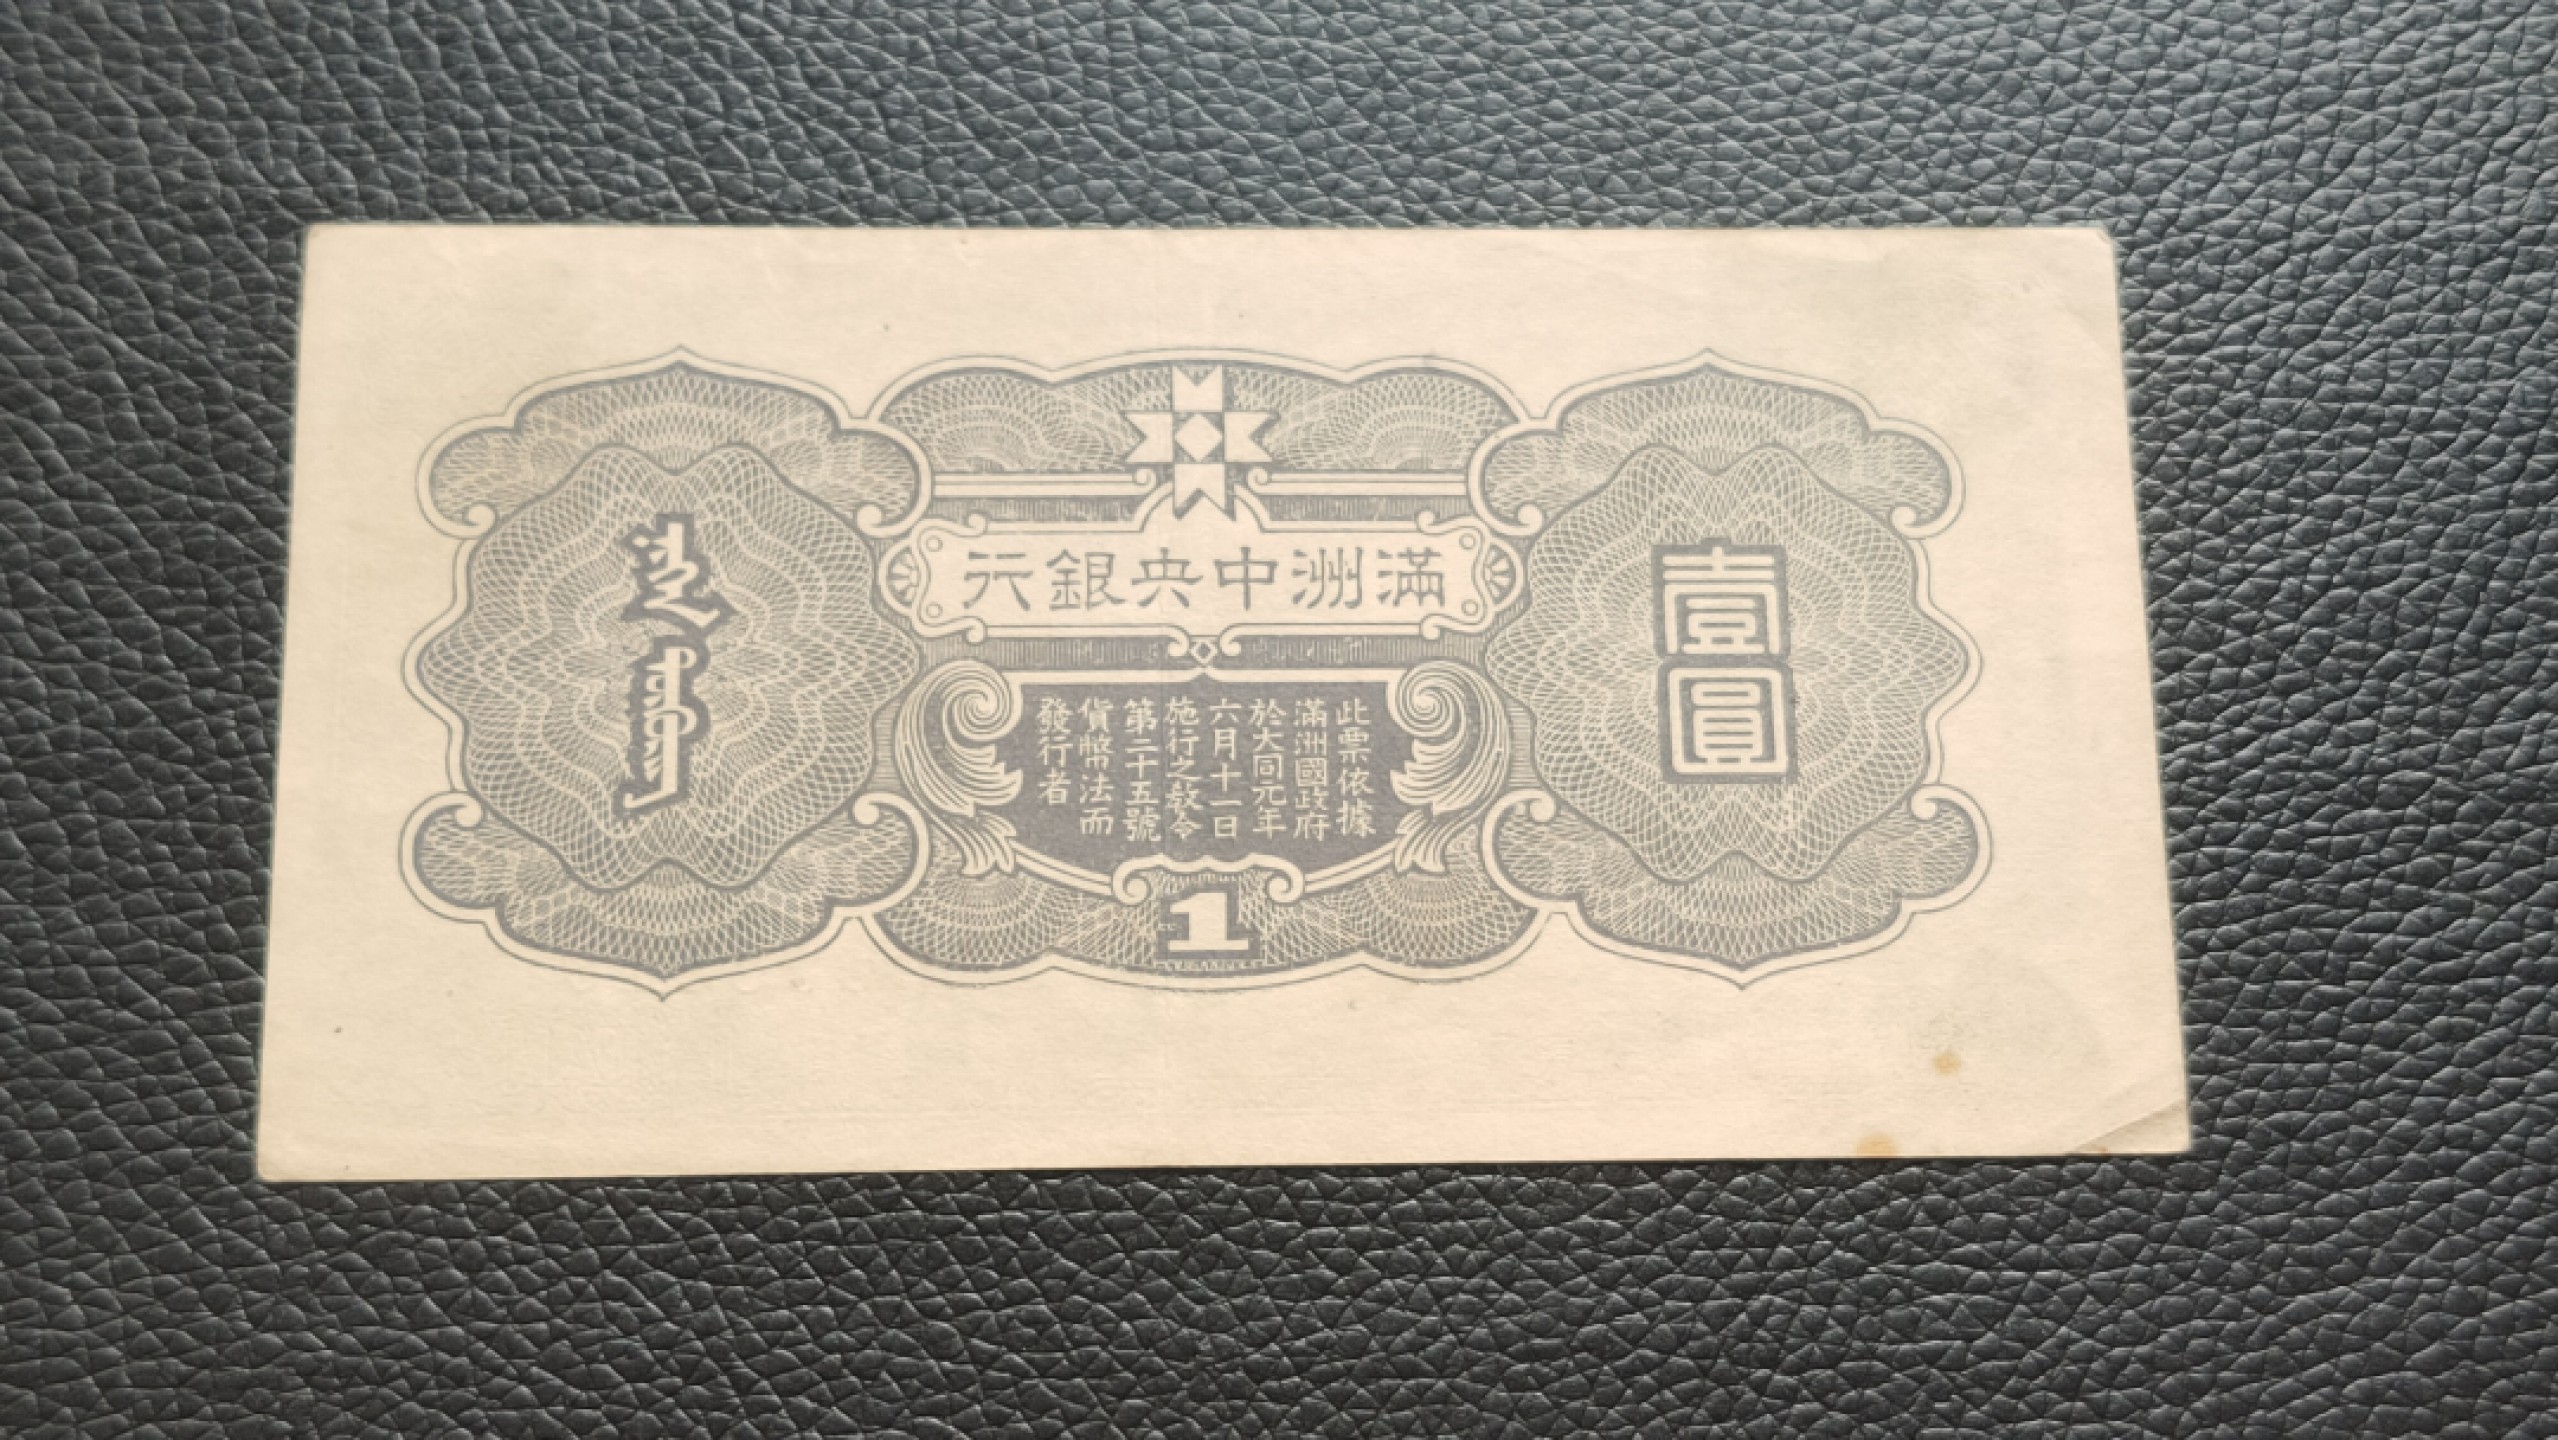 滿洲中央銀行
壹圓
此票依據
滿洲國政府
於大同元年
六月十一日
施行之敎令
第二十五號
貨幣法而
發行者
1